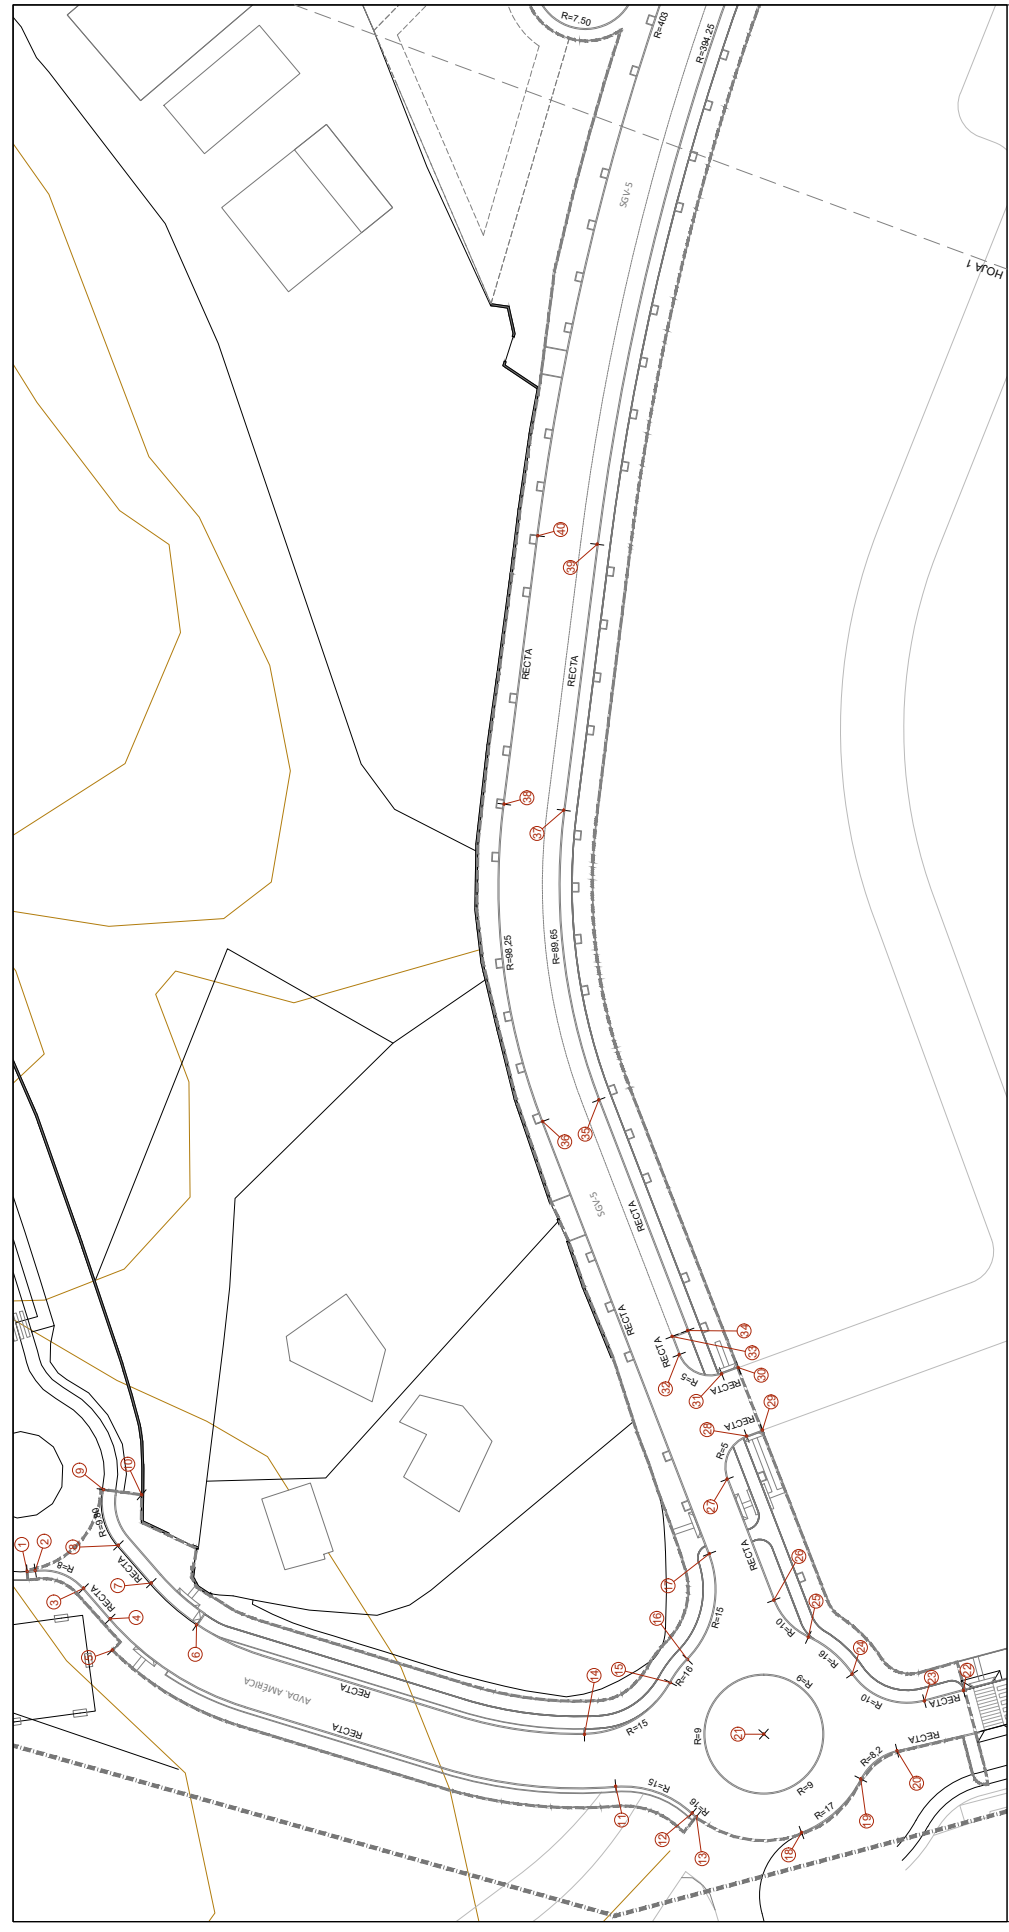 R=7.50
R=403
R=394.25
SGV-5
HOJA 1
40
39
RECTA
RECTA
38
37
R=98.25
R=89.65
36
35
SGV-5
RECTA
RECTA
34
33
RECTA
32
R=5
31
RECTA
30
29
RECTA
28
R=5
27
9
10
1
2
R=9.80
8
R=8
3
RECTA
7
RECTA
4
5
6
17
RECTA
26
R=10
25
R=15
16
R=16
24
R=16
15
R=10
R=9
22
23
AVDA. AMERICA
RECTA
RECTA
14
R=15
R=9
21
RECTA
R=8.2
20
R=15
11
R=16
12
13
R=9
19
R=17
18